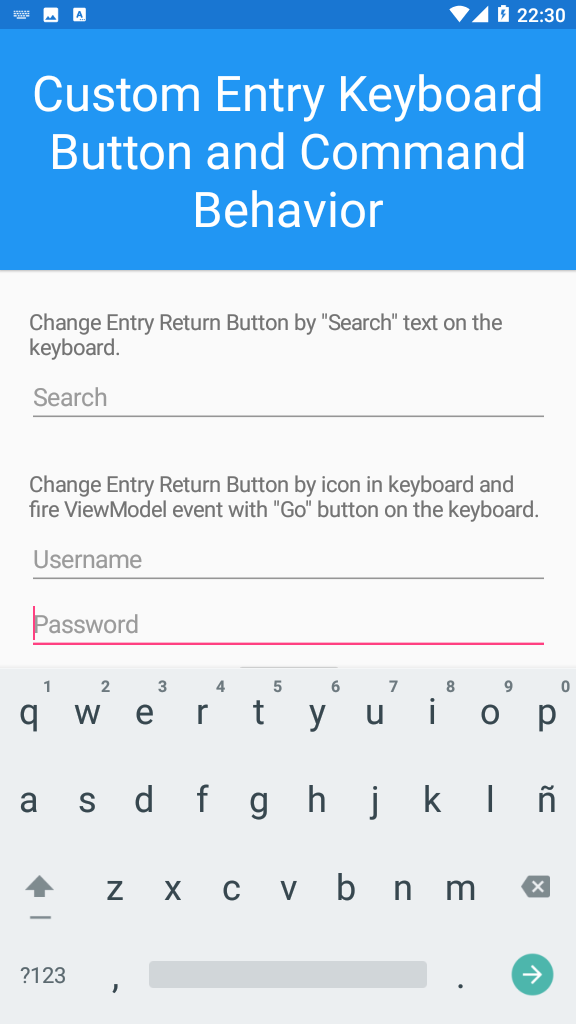 22:30
Custom Entry Keyboard
Button and Command
Behavior
Change Entry Return Button by "Search" text on the
keyboard.
Search
Change Entry Return Button by icon in keyboard and
fire ViewModel event with "Go" button on the keyboard.
Username
Password
1 2 3 4 5 6 7 8 9 0
q w e r t y u i o p
a s d f g h j k l ñ
z x c v b n m
?123 , .